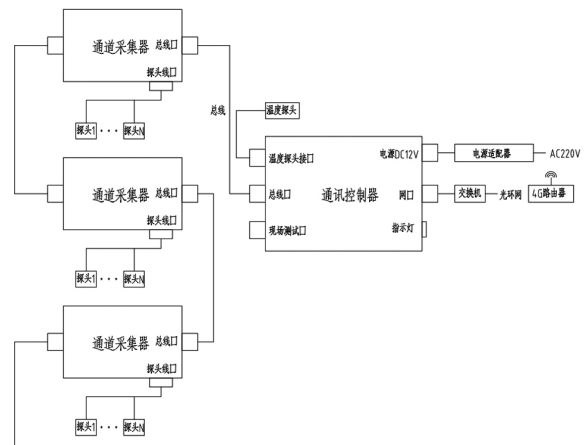 通道采集器
总线口
探头线口
探头1 ··· 探头N
总线
通道采集器
总线口
探头线口
探头1 ··· 探头N
通道采集器
总线口
探头线口
探头1 ··· 探头N
温度探头
温度探头接口
电源DC12V
电源适配器
AC220V
总线口
通讯控制器
网口
交换机
光环网
4G路由器
现场测试口
指示灯